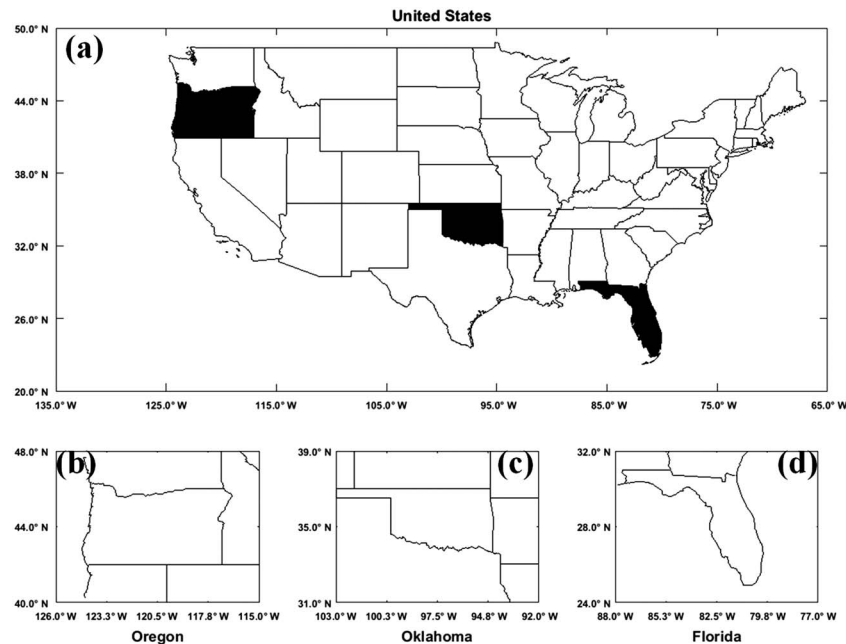 United States
(a)
50.0° N
44.0° N
38.0° N
32.0° N
26.0° N
20.0° N
135.0° W 125.0° W 115.0° W 105.0° W 95.0° W 85.0° W 75.0° W 65.0° W
(b)
48.0° N
44.0° N
40.0° N
126.0° W 123.3° W 120.5° W 117.8° W 115.0° W
Oregon
(c)
39.0° N
35.0° N
31.0° N
103.0° W 100.3° W 97.5° W 94.8° W 92.0° W
Oklahoma
(d)
32.0° N
28.0° N
24.0° N
88.0° W 85.3° W 82.5° W 79.8° W 77.0° W
Florida